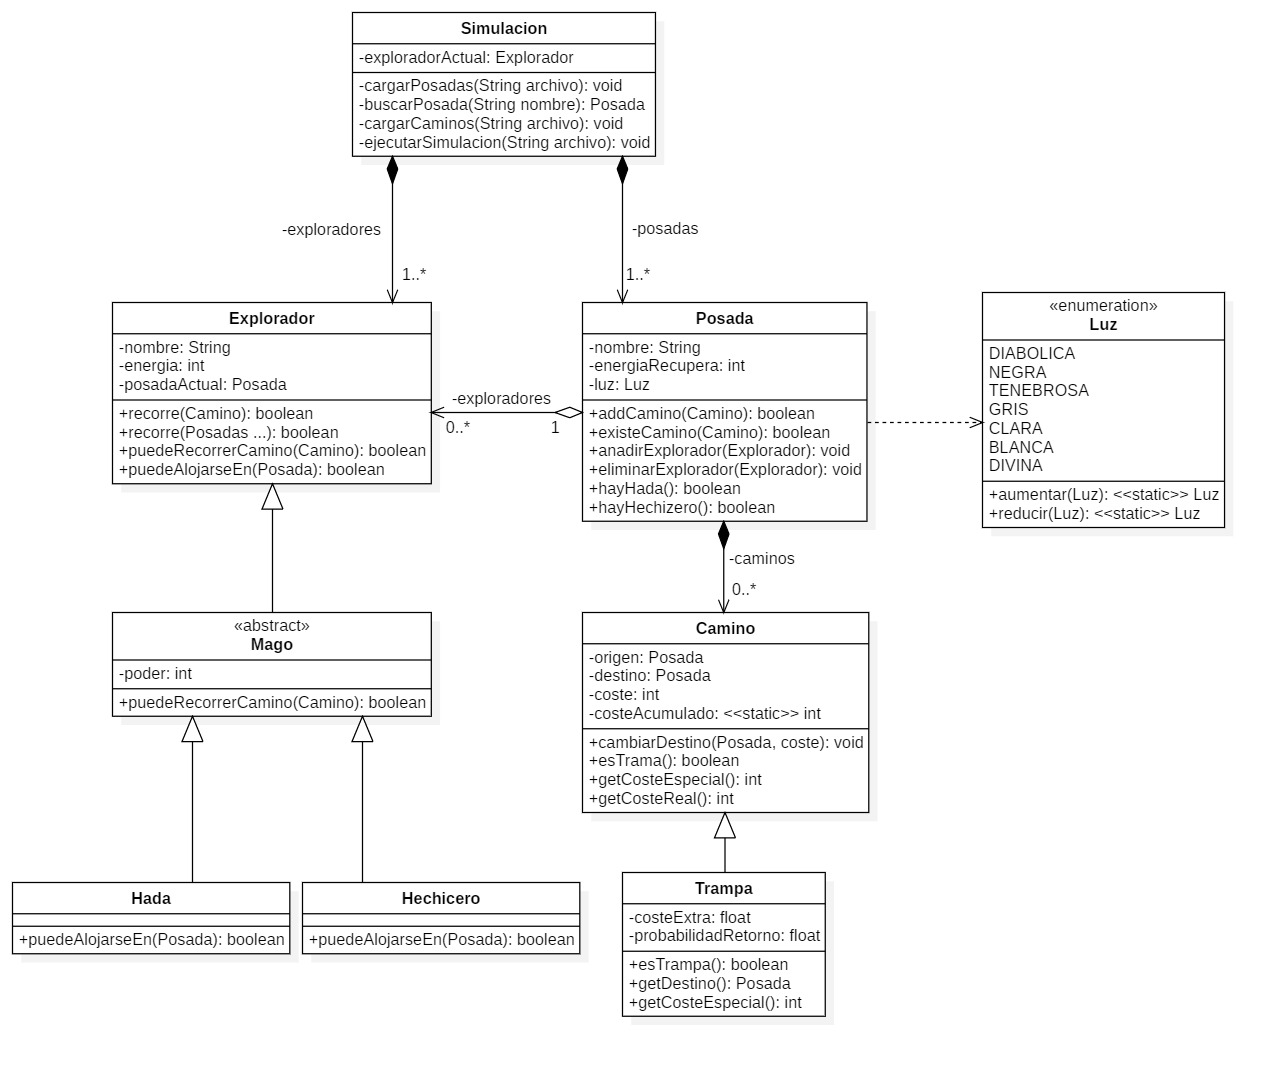 Simulacion
-exploradorActual: Explorador
-cargarPosadas(String archivo): void
-buscarPosada(String nombre): Posada
-cargarCaminos(String archivo): void
-ejecutarSimulacion(String archivo): void
-exploradores
1..*
-posadas
1..*
Explorador
-nombre: String
-energia: int
-posadaActual: Posada
+recorre(Camino): boolean
+recorre(Posadas ...): boolean
+puedeRecorrerCamino(Camino): boolean
+puedeAlojarseEn(Posada): boolean
-exploradores
0..*
1
Posada
-nombre: String
-energiaRecupera: int
-luz: Luz
+addCamino(Camino): boolean
+existeCamino(Camino): boolean
+anadirExplorador(Explorador): void
+eliminarExplorador(Explorador): void
+hayHada(): boolean
+hayHechizero(): boolean
«enumeration»
Luz
DIABOLICA
NEGRA
TENEBROSA
GRIS
CLARA
BLANCA
DIVINA
+aumentar(Luz): <<static>> Luz
+reducir(Luz): <<static>> Luz
-caminos
0..*
«abstract»
Mago
-poder: int
+puedeRecorrerCamino(Camino): boolean
Camino
-origen: Posada
-destino: Posada
-coste: int
-costeAcumulado: <<static>> int
+cambiarDestino(Posada, coste): void
+esTrama(): boolean
+getCosteEspecial(): int
+getCosteReal(): int
Hada
+puedeAlojarseEn(Posada): boolean
Hechicero
+puedeAlojarseEn(Posada): boolean
Trampa
-costeExtra: float
-probabilidadRetorno: float
+esTrampa(): boolean
+getDestino(): Posada
+getCosteEspecial(): int